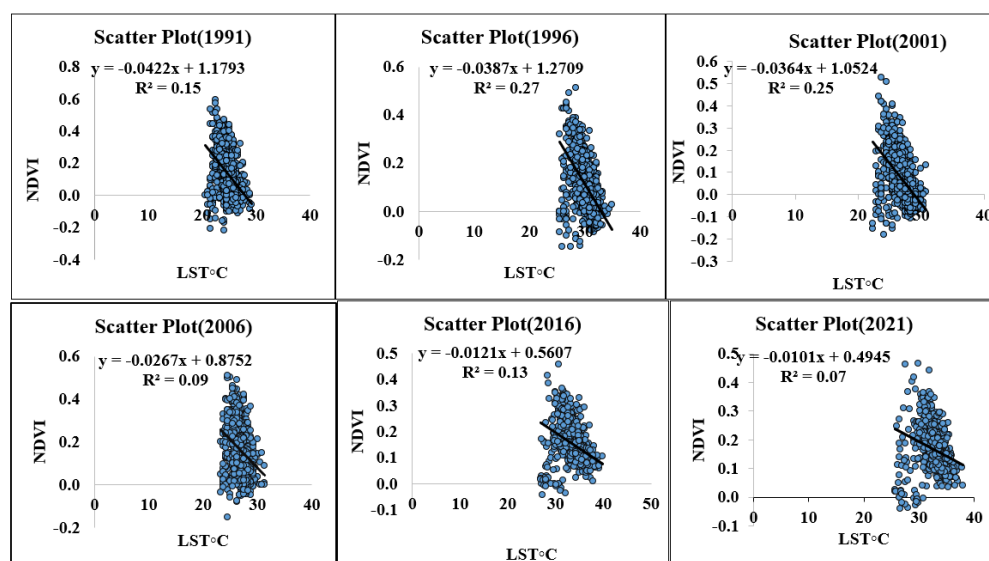 Scatter Plot(1991)
y = -0.0422x + 1.1793
R² = 0.15
0.8
0.6
0.4
0.2
0.0
-0.2
-0.4
0
10
20
30
40
NDVI
LST◦C
Scatter Plot(1996)
y = -0.0387x + 1.2709
R² = 0.27
0.6
0.4
0.2
0.0
-0.2
0
10
20
30
40
NDVI
LST◦C
Scatter Plot(2001)
y = -0.0364x + 1.0524
R² = 0.25
0.6
0.5
0.4
0.3
0.2
0.1
0.0
-0.1
-0.2
-0.3
0
10
20
30
40
NDVI
LST◦C
Scatter Plot(2006)
y = -0.0267x + 0.8752
R² = 0.09
0.6
0.4
0.2
0.0
-0.2
0
10
20
30
40
NDVI
LST◦C
Scatter Plot(2016)
y = -0.0121x + 0.5607
R² = 0.13
0.5
0.4
0.3
0.2
0.1
0.0
-0.1
0
10
20
30
40
50
NDVI
LST◦C
Scatter Plot(2021)
y = -0.0101x + 0.4945
R² = 0.07
0.5
0.4
0.3
0.2
0.1
0.0
-0.1
0
10
20
30
40
NDVI
LST◦C